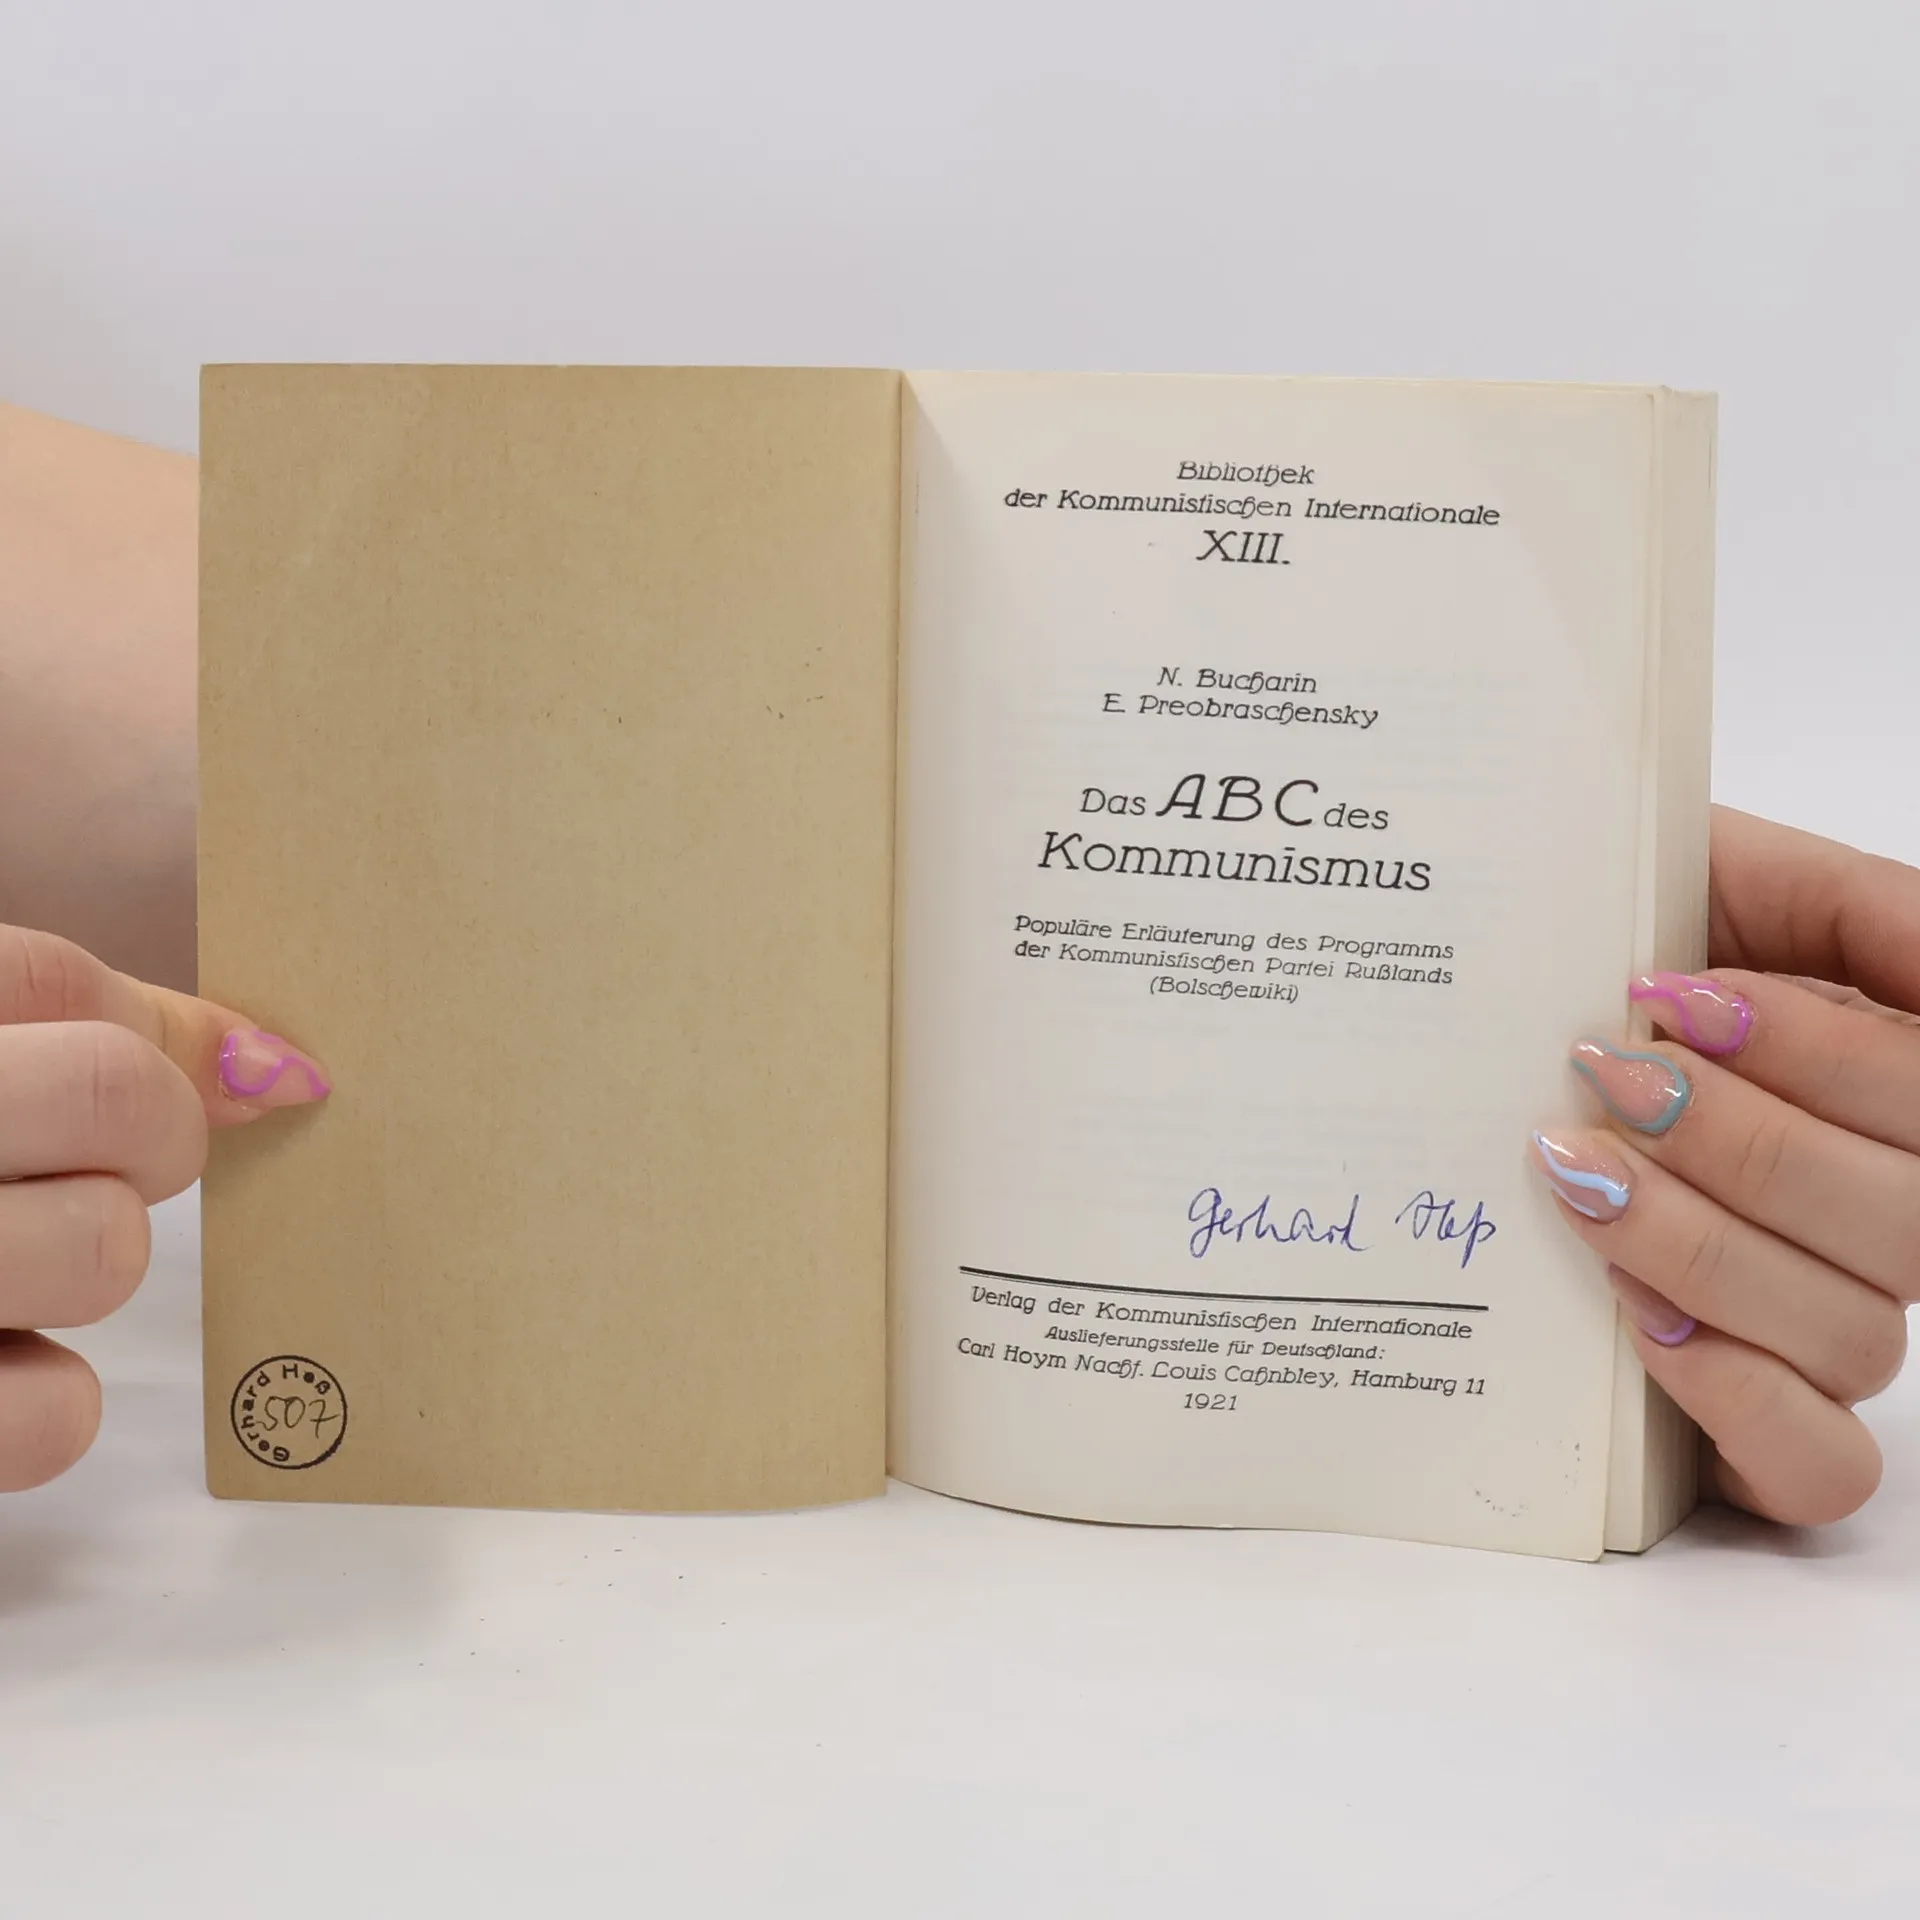 Gerhard Heß
507
Bibliothek
der Kommunistischen Internationale
XIII.
N. Bucharin
E. Preobraschensky
Das ABC des
Kommunismus
Populäre Erläuterung des Programms
der Kommunistischen Partei Rußlands
(Bolschewiki)
Gerhard Heß
Verlag der Kommunistischen Internationale
Auslieferungsstelle für Deutschland:
Carl Hoym Nachf. Louis Cahnbley, Hamburg 11
1921